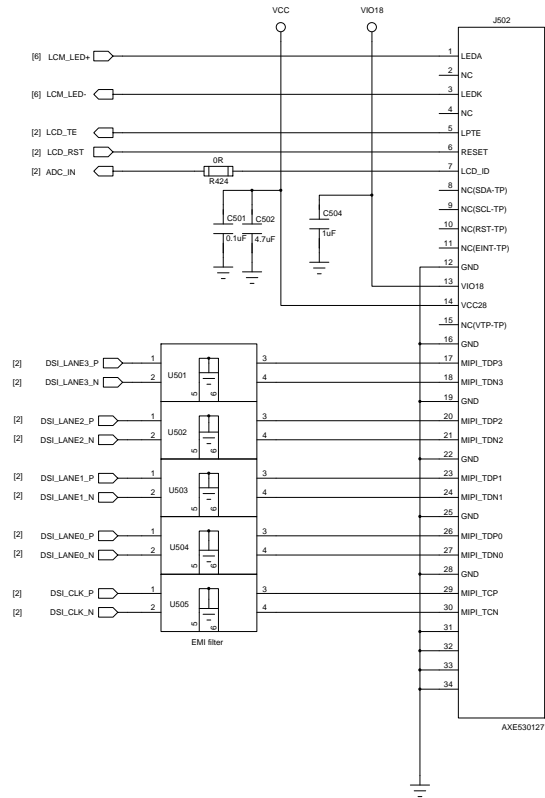 VCC VIO18
J502
[6] LCM_LED+ 1 LEDA
2 NC
[6] LCM_LED- 3 LEDK
4 NC
[2] LCD_TE 5 LPTE
[2] LCD_RST 6 RESET
0R
[2] ADC_IN 7 LCD_ID
R424
8 NC(SDA-TP)
9 NC(SCL-TP)
10 NC(RST-TP)
11 NC(EINT-TP)
C501 C502 C504
0.1uF 4.7uF 1uF
12 GND
13 VIO18
14 VCC28
15 NC(VTP-TP)
16 GND
[2] DSI_LANE3_P 1 3 17 MIPI_TDP3
U501
[2] DSI_LANE3_N 2 5 6 4 18 MIPI_TDN3
19 GND
[2] DSI_LANE2_P 1 3 20 MIPI_TDP2
U502
[2] DSI_LANE2_N 2 5 6 4 21 MIPI_TDN2
22 GND
[2] DSI_LANE1_P 1 3 23 MIPI_TDP1
U503
[2] DSI_LANE1_N 2 5 6 4 24 MIPI_TDN1
25 GND
[2] DSI_LANE0_P 1 3 26 MIPI_TDP0
U504
[2] DSI_LANE0_N 2 5 6 4 27 MIPI_TDN0
28 GND
[2] DSI_CLK_P 1 3 29 MIPI_TCP
U505
[2] DSI_CLK_N 2 5 6 4 30 MIPI_TCN
31
EMI filter
32
33
34
AXE530127